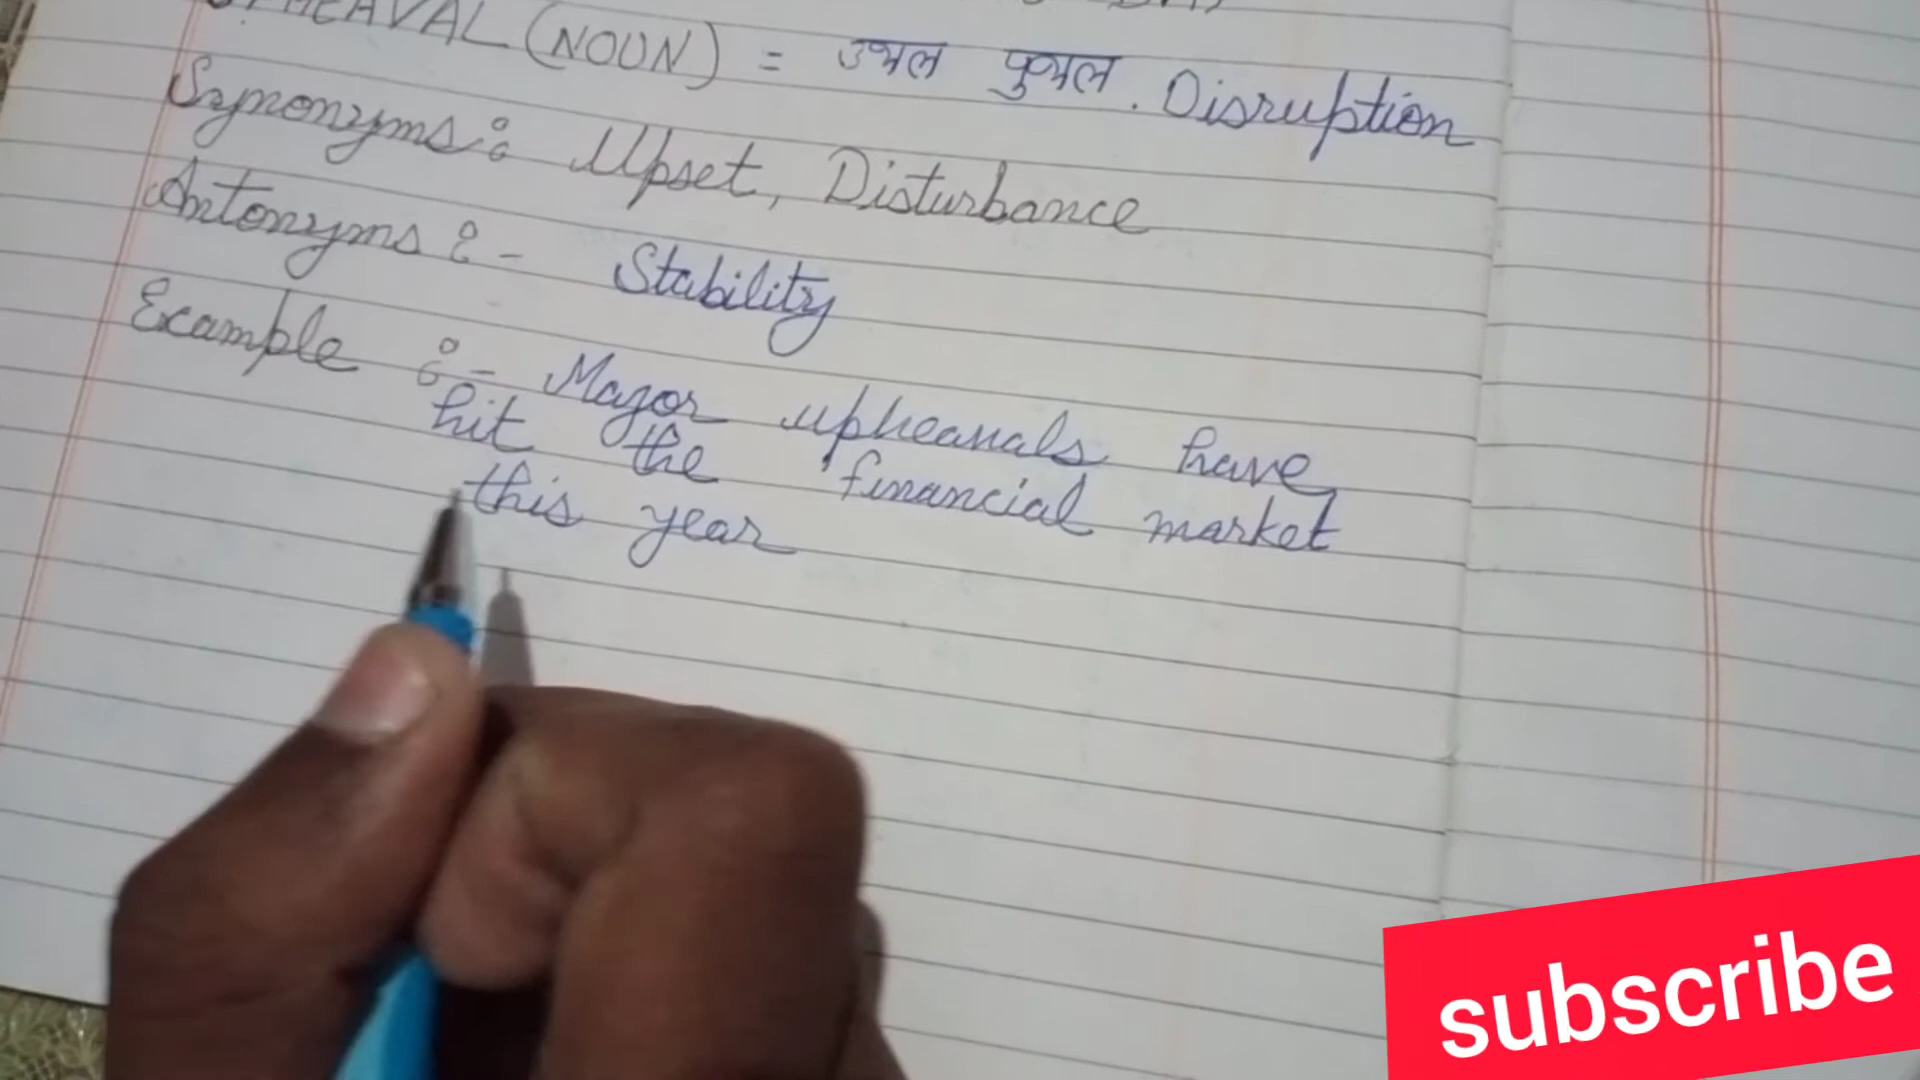 UPHEAVAL (NOUN) = उथल पुथल . Disruption
Synonyms : Upset, Disturbance
Antonyms :- Stability
Example :- Major upheavals have
hit the financial market
this year
subscribe